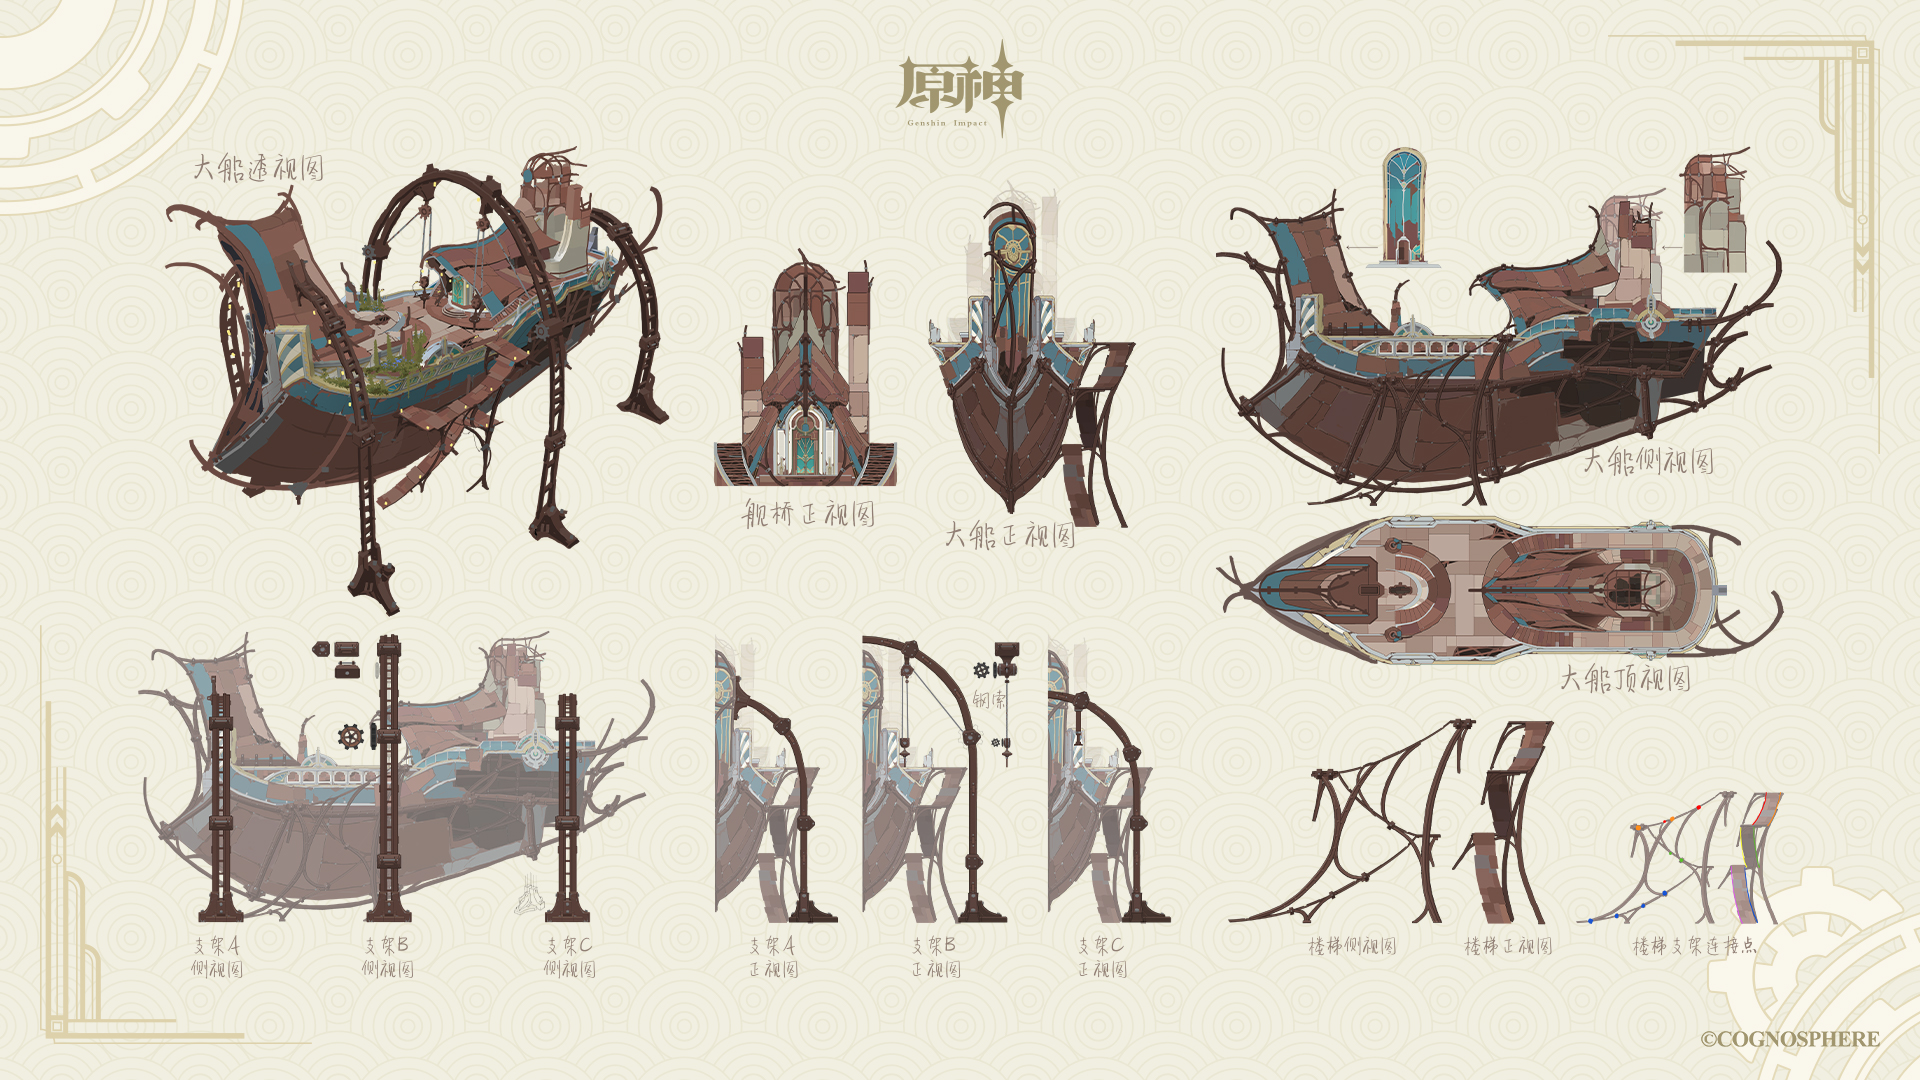 原神
Genshin Impact
大船透视图
舰桥正视图
大船正视图
大船侧视图
大船顶视图
钢索
支架A
侧视图
支架B
侧视图
支架C
侧视图
支架A
正视图
支架B
正视图
支架C
正视图
楼梯侧视图
楼梯正视图
楼梯支架连接点
©COGNOSPHERE